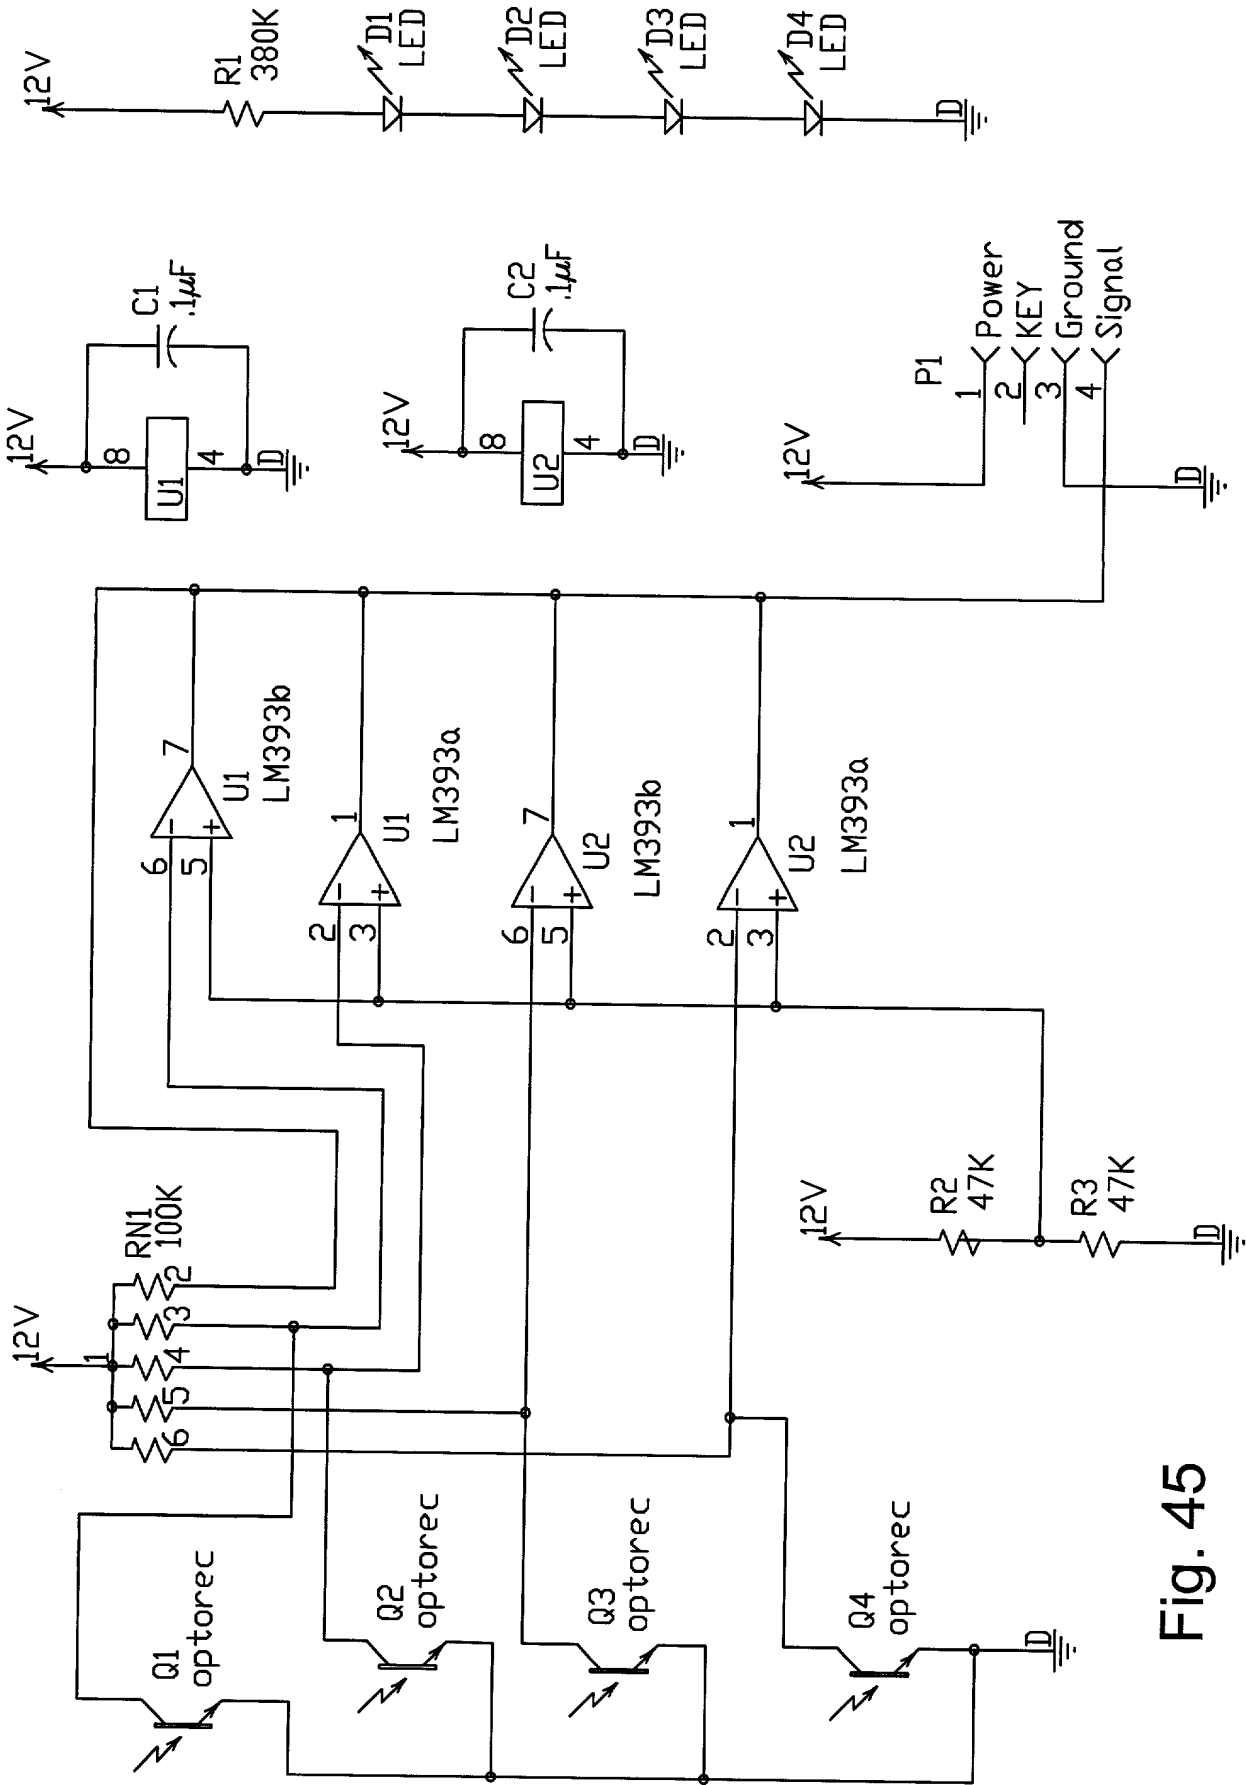 12V
1
6
5
4
3
2
RN1
100K
Q1
optorec
Q2
optorec
Q3
optorec
Q4
optorec
D
12V
R2
47K
R3
47K
D
6
5
-
+
7
U1
LM393b
2
3
-
+
1
U1
LM393a
6
5
-
+
7
U2
LM393b
2
3
-
+
1
U2
LM393a
12V
8
U1
4
D
C1
.1µF
12V
8
U2
4
D
C2
.1µF
12V
P1
1 Power
2 KEY
3 Ground
4 Signal
D
12V
R1
380K
D1
LED
D2
LED
D3
LED
D4
LED
D
Fig. 45